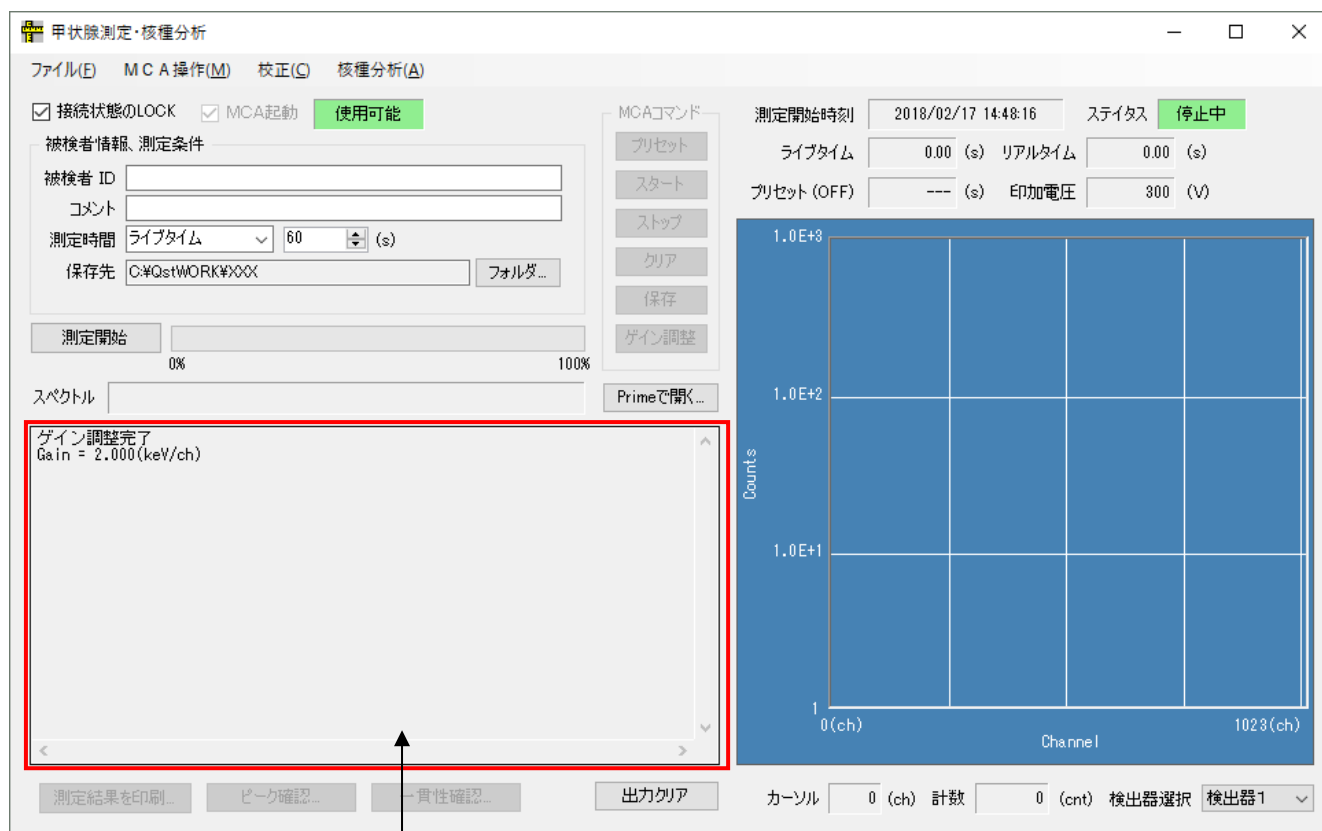 甲状腺測定・核種分析
ファイル(F) MCA操作(M) 校正(C) 核種分析(A)
接続状態のLOCK MCA起動 使用可能
被検者情報、測定条件
被検者 ID
コメント
測定時間 ライブタイム 60 (s)
保存先 C:¥QstWORK¥XXX フォルダ...
測定開始
0% 100%
スペクトル Primeで開く...
MCAコマンド
プリセット
スタート
ストップ
クリア
保存
ゲイン調整
ゲイン調整完了
Gain = 2.000(keV/ch)
測定結果を印刷... ピーク確認... 一貫性確認... 出力クリア
測定開始時刻 2018/02/17 14:48:16 ステイタス 停止中
ライブタイム 0.00 (s) リアルタイム 0.00 (s)
プリセット(OFF) --- (s) 印加電圧 300 (V)
1.0E+3
1.0E+2
Counts
1.0E+1
1
0(ch) 1023(ch)
Channel
カーソル 0 (ch) 計数 0 (cnt) 検出器選択 検出器1